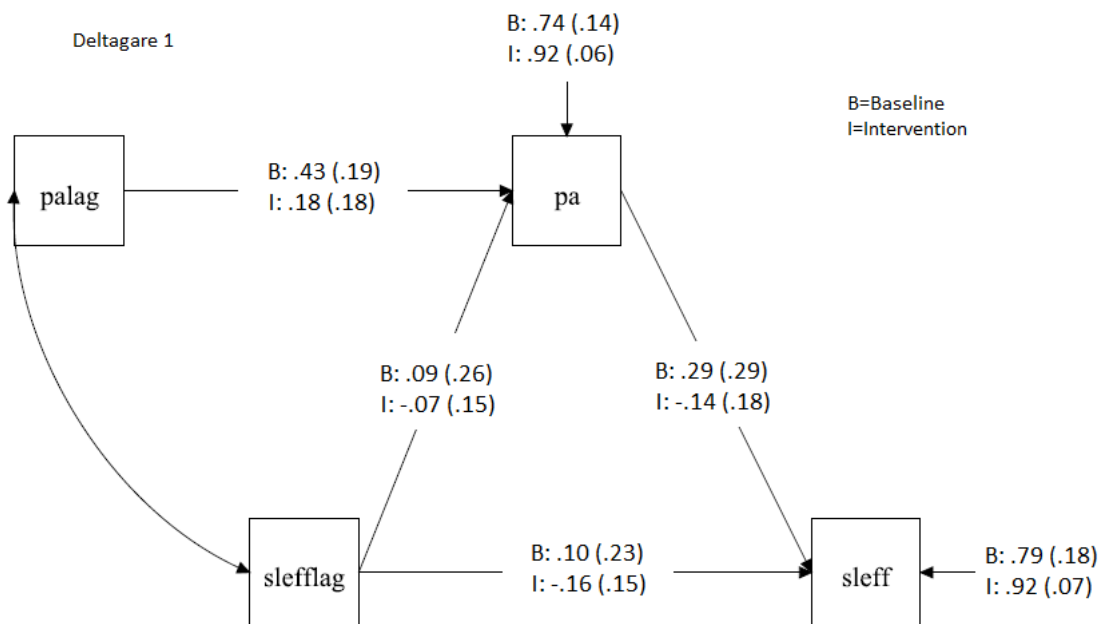 Deltagare 1
B: .74 (.14)
I: .92 (.06)
B=Baseline
I=Intervention
palag
B: .43 (.19)
I: .18 (.18)
pa
B: .09 (.26)
I: -.07 (.15)
B: .29 (.29)
I: -.14 (.18)
slefflag
B: .10 (.23)
I: -.16 (.15)
sleff
B: .79 (.18)
I: .92 (.07)